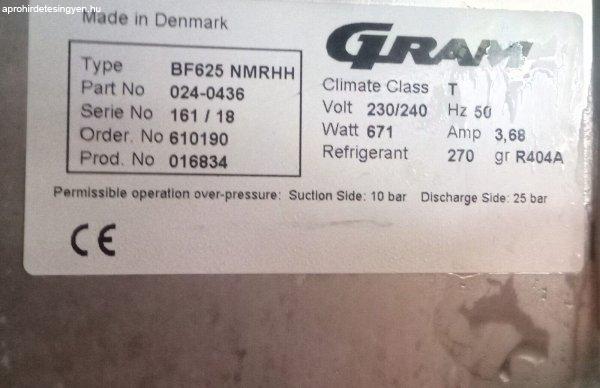 aprohirdetesingyen.hu
Made in Denmark
GRAM
Type BF625 NMRHH
Part No 024-0436
Serie No 161 / 18
Order. No 610190
Prod. No 016834
Climate Class T
Volt 230/240 Hz 50
Watt 671 Amp 3,68
Refrigerant 270 gr R404A
Permissible operation over-pressure: Suction Side: 10 bar Discharge Side: 25 bar
CE